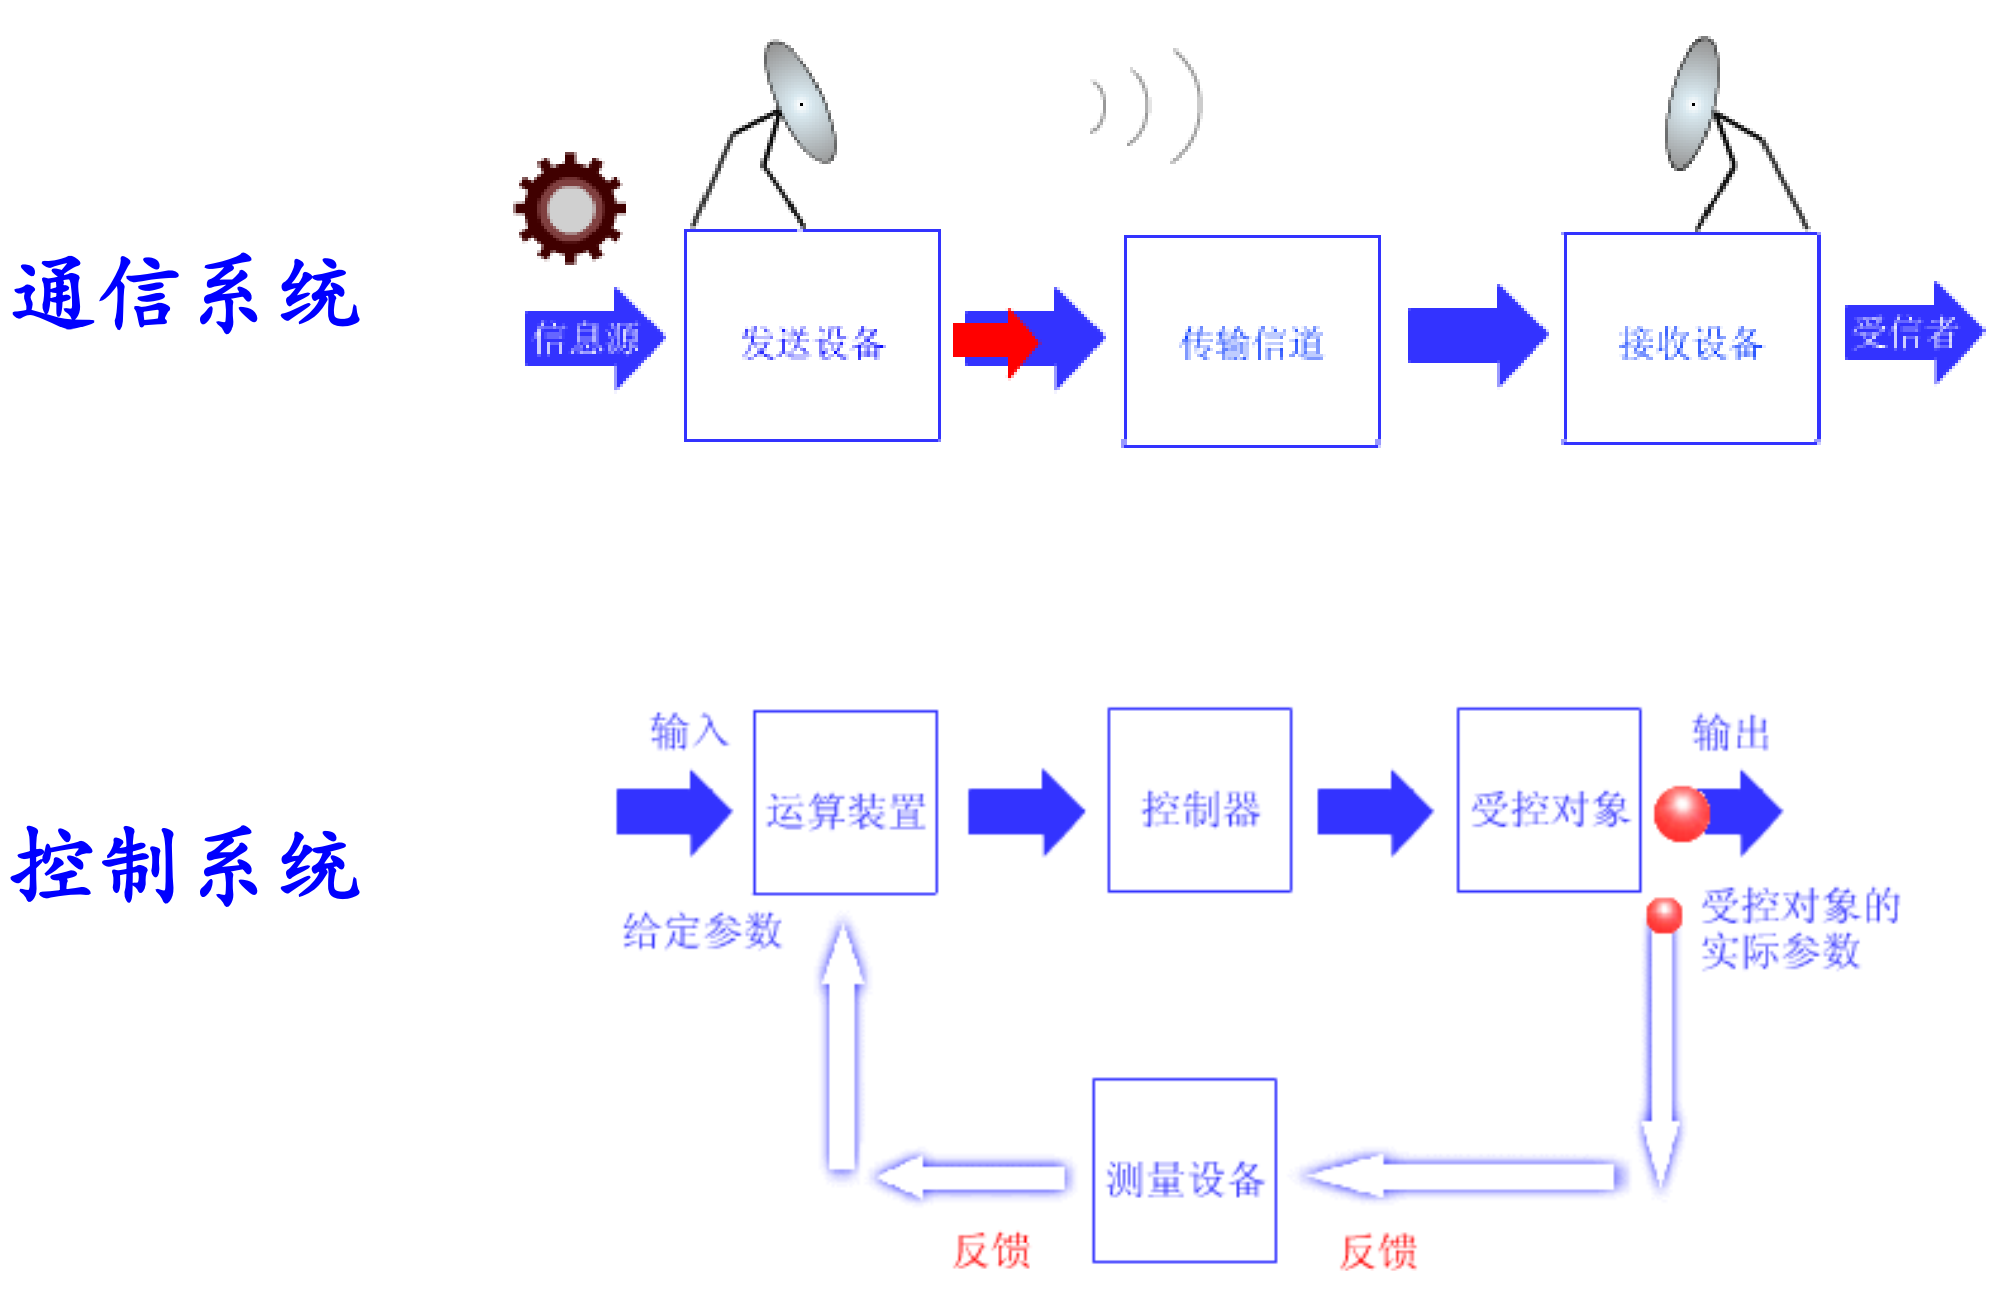 通信系统
信息源
发送设备
传输信道
接收设备
受信者
控制系统
输入
运算装置
控制器
受控对象
输出
给定参数
受控对象的
实际参数
测量设备
反馈
反馈